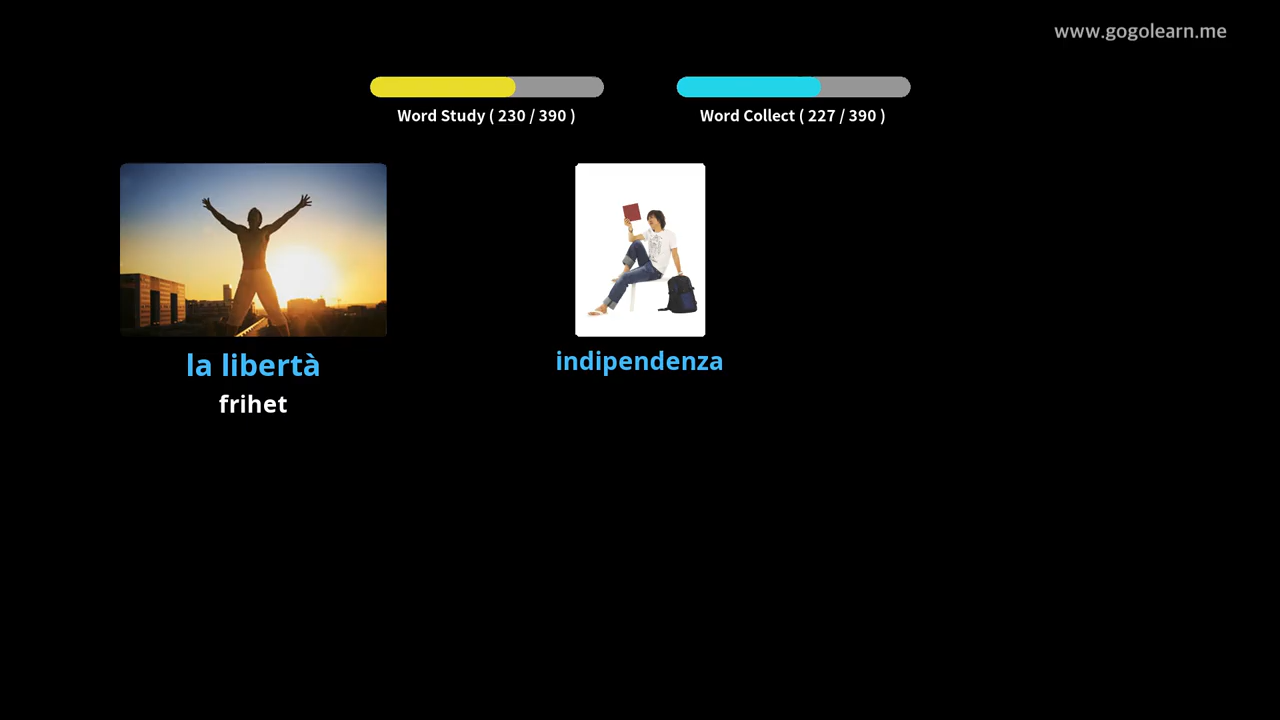 www.gogolearn.me
Word Study ( 230 / 390 )
Word Collect ( 227 / 390 )
la libertà
frihet
indipendenza